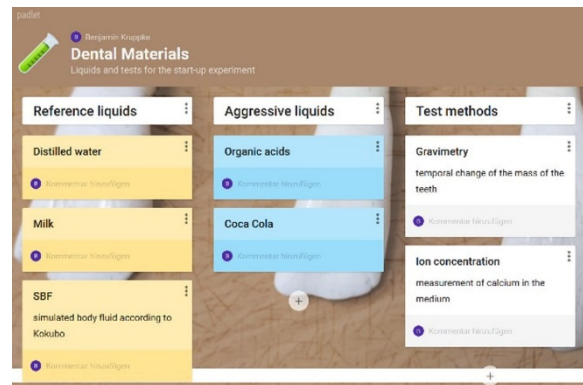 padlet
B Benjamin Kruppke
Dental Materials
Liquids and tests for the start-up experiment
Reference liquids
Distilled water
B Kommentar hinzufügen
Milk
B Kommentar hinzufügen
SBF
simulated body fluid according to
Kokubo
B Kommentar hinzufügen
Aggressive liquids
Organic acids
B Kommentar hinzufügen
Coca Cola
B Kommentar hinzufügen
Test methods
Gravimetry
temporal change of the mass of the
teeth
B Kommentar hinzufügen
Ion concentration
measurement of calcium in the
medium
B Kommentar hinzufügen